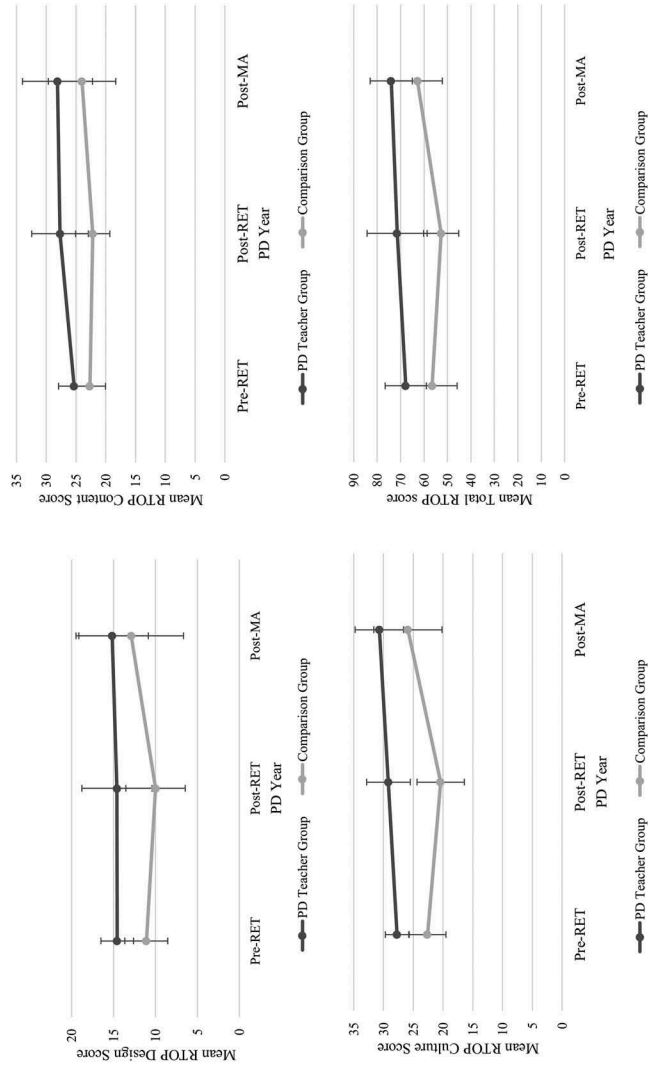 Mean RTOP Design Score
20
15
10
5
0
Pre-RET
Post-RET
Post-MA
PD Year
PD Teacher Group
Comparison Group
Mean RTOP Content Score
35
30
25
20
15
10
5
0
Pre-RET
Post-RET
Post-MA
PD Year
PD Teacher Group
Comparison Group
Mean RTOP Culture Score
35
30
25
20
15
10
5
0
Pre-RET
Post-RET
Post-MA
PD Year
PD Teacher Group
Comparison Group
Mean Total RTOP score
90
80
70
60
50
40
30
20
10
0
Pre-RET
Post-RET
Post-MA
PD Year
PD Teacher Group
Comparison Group